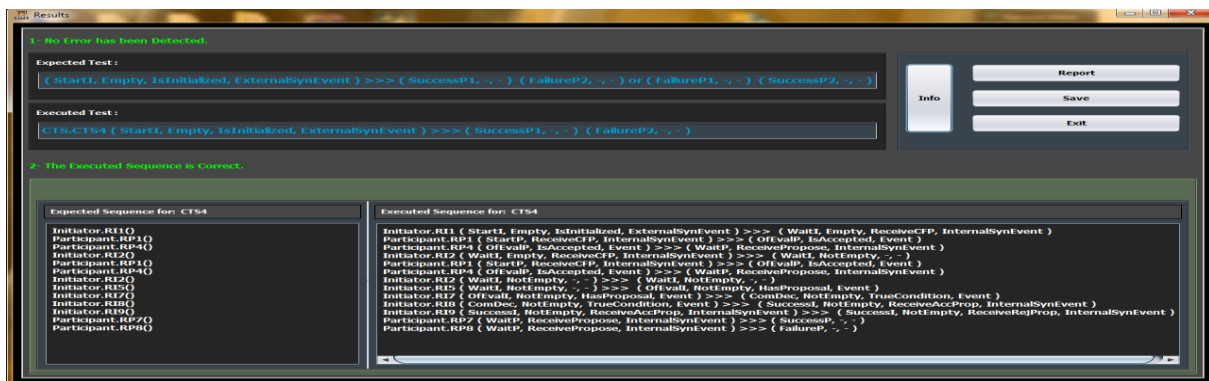 Results
1- No Error has been Detected.
Expected Test :
( StartI, Empty, IsInitialized, ExternalSynEvent ) >>> ( SuccessP1, -, - ) ( FailureP2, -, - ) or ( FailureP1, -, - ) ( SuccessP2, -, - )
Executed Test :
CTS.CTS4 ( StartI, Empty, IsInitialized, ExternalSynEvent ) >>> ( SuccessP1, -, - ) ( FailureP2, -, - )
Info
Report
Save
Exit
2- The Executed Sequence is Correct.
Expected Sequence for: CTS4
Initiator.RI1()
Participant.RP1()
Participant.RP4()
Initiator.RI2()
Participant.RP1()
Participant.RP4()
Initiator.RI2()
Initiator.RI5()
Initiator.RI7()
Initiator.RI8()
Initiator.RI9()
Participant.RP7()
Participant.RP8()
Executed Sequence for: CTS4
Initiator.RI1 ( StartI, Empty, IsInitialized, ExternalSynEvent ) >>> ( WaitI, Empty, ReceiveCFP, InternalSynEvent )
Participant.RP1 ( StartP, ReceiveCFP, InternalSynEvent ) >>> ( OfEvalP, IsAccepted, Event )
Participant.RP4 ( OfEvalP, IsAccepted, Event ) >>> ( WaitP, ReceivePropose, InternalSynEvent )
Initiator.RI2 ( WaitI, Empty, ReceiveCFP, InternalSynEvent ) >>> ( WaitI, NotEmpty, -, - )
Participant.RP1 ( StartP, ReceiveCFP, InternalSynEvent ) >>> ( OfEvalP, IsAccepted, Event )
Participant.RP4 ( OfEvalP, IsAccepted, Event ) >>> ( WaitP, ReceivePropose, InternalSynEvent )
Initiator.RI2 ( WaitI, NotEmpty, -, - ) >>> ( WaitI, NotEmpty, -, - )
Initiator.RI5 ( WaitI, NotEmpty, -, - ) >>> ( OfEvalI, NotEmpty, HasProposal, Event )
Initiator.RI7 ( OfEvalI, NotEmpty, HasProposal, Event ) >>> ( ComDec, NotEmpty, TrueCondition, Event )
Initiator.RI8 ( ComDec, NotEmpty, TrueCondition, Event ) >>> ( SuccessI, NotEmpty, ReceiveAccProp, InternalSynEvent )
Initiator.RI9 ( SuccessI, NotEmpty, ReceiveAccProp, InternalSynEvent ) >>> ( SuccessI, NotEmpty, ReceiveRejProp, InternalSynEvent )
Participant.RP7 ( WaitP, ReceivePropose, InternalSynEvent ) >>> ( SuccessP, -, - )
Participant.RP8 ( WaitP, ReceivePropose, InternalSynEvent ) >>> ( FailureP, -, - )